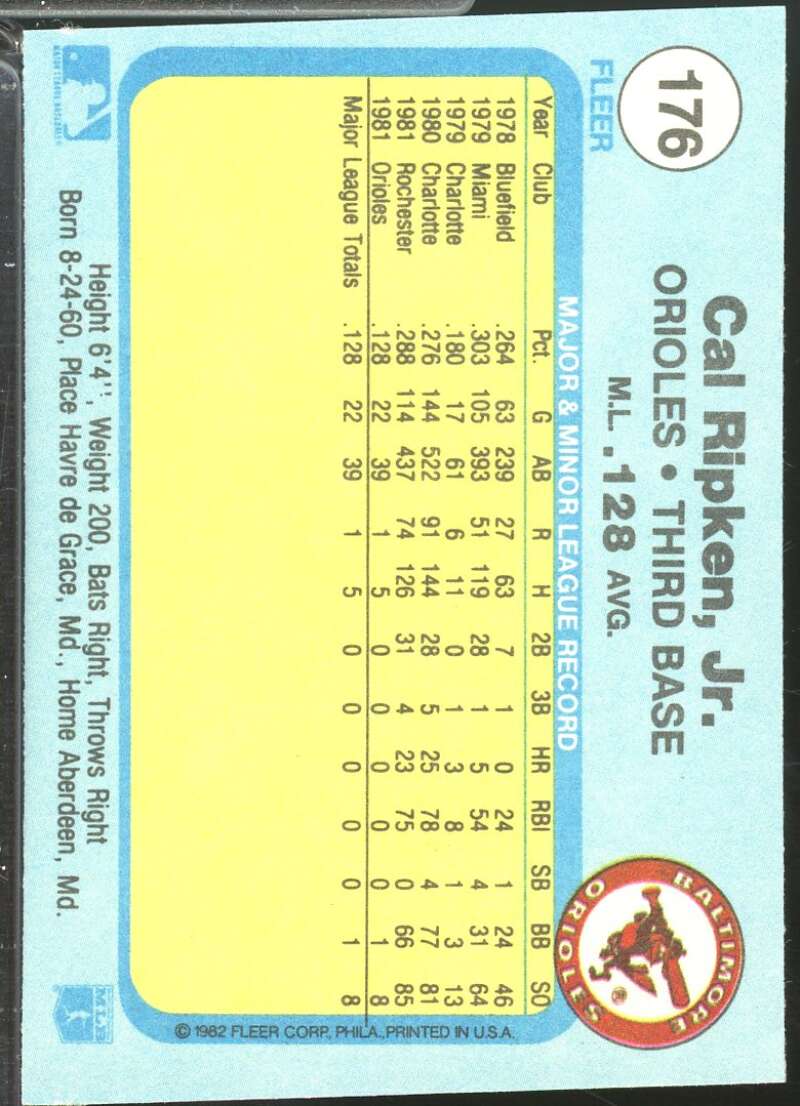 176
FLEER
Cal Ripken, Jr.
ORIOLES • THIRD BASE
M.L. .128 AVG.
BALTIMORE
ORIOLES
®
MAJOR & MINOR LEAGUE RECORD
Year Club Pct. G AB R H 2B 3B HR RBI SB BB SO
1978 Bluefield .264 63 239 27 63 7 1 0 24 1 24 46
1979 Miami .303 105 393 51 119 28 1 5 54 4 31 64
1979 Charlotte .180 17 61 6 11 0 1 3 8 1 3 13
1980 Charlotte .276 144 522 91 144 28 5 25 78 4 77 81
1981 Rochester .288 114 437 74 126 31 4 23 75 0 66 85
1981 Orioles .128 22 39 1 5 0 0 0 0 0 1 8
Major League Totals .128 22 39 1 5 0 0 0 0 0 1 8
© 1982 FLEER CORP., PHILA., PRINTED IN U.S.A.
MAJOR LEAGUE BASEBALL
Height 6'4'', Weight 200, Bats Right, Throws Right
Born 8-24-60, Place Havre de Grace, Md., Home Aberdeen, Md.